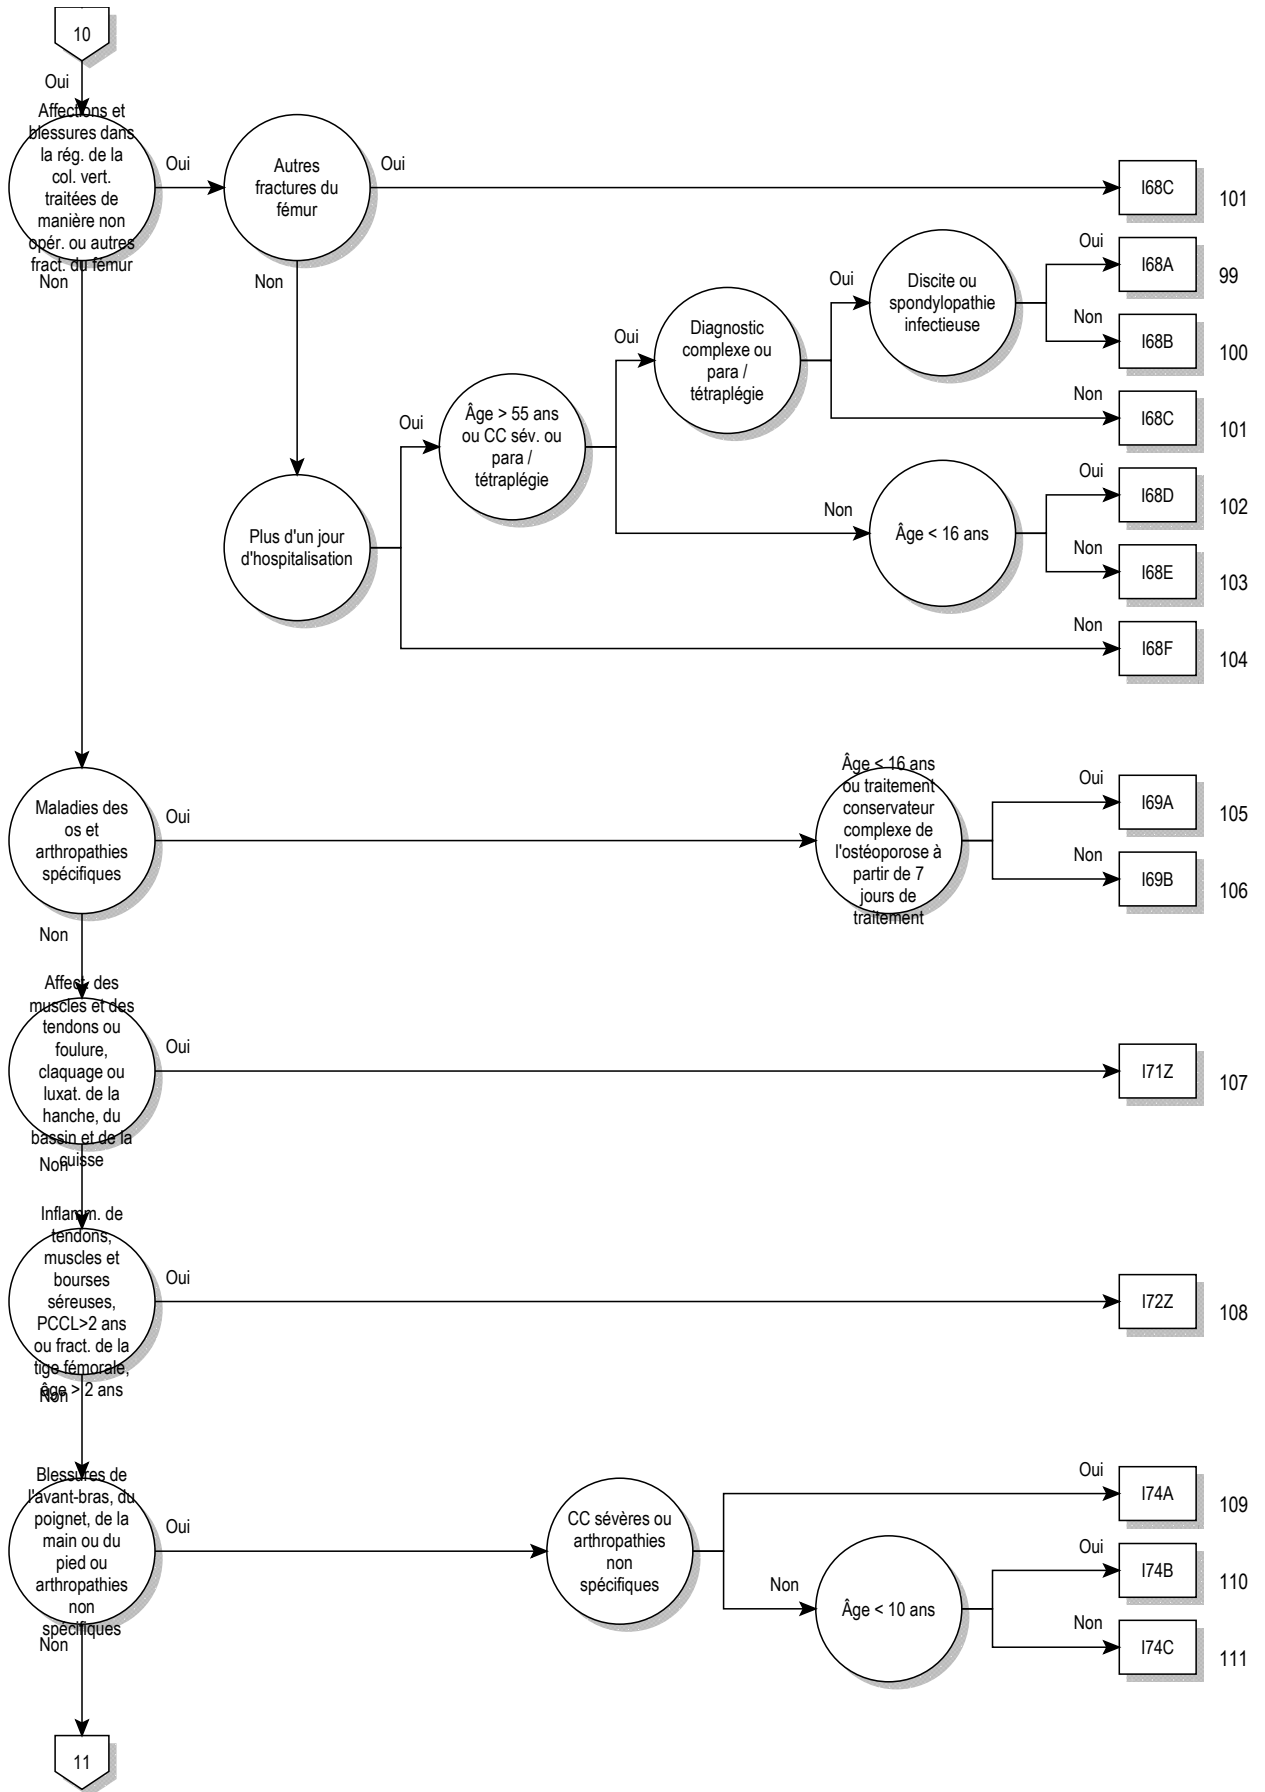 10
Oui
Affections et
blessures dans
la rég. de la
col. vert.
traitées de
manière non
opér. ou autres
fract. du fémur
Oui
Non
Autres
fractures du
fémur
Oui
Non
I68C
101
Plus d'un jour
d'hospitalisation
Oui
Non
Âge > 55 ans
ou CC sév. ou
para /
tétraplégie
Oui
Non
Diagnostic
complexe ou
para /
tétraplégie
Oui
Non
Discite ou
spondylopathie
infectieuse
Oui
I68A
99
Non
I68B
100
I68C
101
Âge < 16 ans
Oui
I68D
102
Non
I68E
103
I68F
104
Maladies des
os et
arthropathies
spécifiques
Oui
Non
Âge < 16 ans
ou traitement
conservateur
complexe de
l'ostéoporose à
partir de 7
jours de
traitement
Oui
I69A
105
Non
I69B
106
Affect. des
muscles et des
tendons ou
foulure,
claquage ou
luxat. de la
hanche, du
bassin et de la
cuisse
Oui
Non
I71Z
107
Inflamm. de
tendons,
muscles et
bourses
séreuses,
PCCL>2 ans
ou fract. de la
tige fémorale,
âge > 2 ans
Oui
Non
I72Z
108
Blessures de
l'avant-bras, du
poignet, de la
main ou du
pied ou
arthropathies
non
spécifiques
Oui
Non
CC sévères ou
arthropathies
non
spécifiques
Oui
I74A
109
Non
Âge < 10 ans
Oui
I74B
110
Non
I74C
111
11